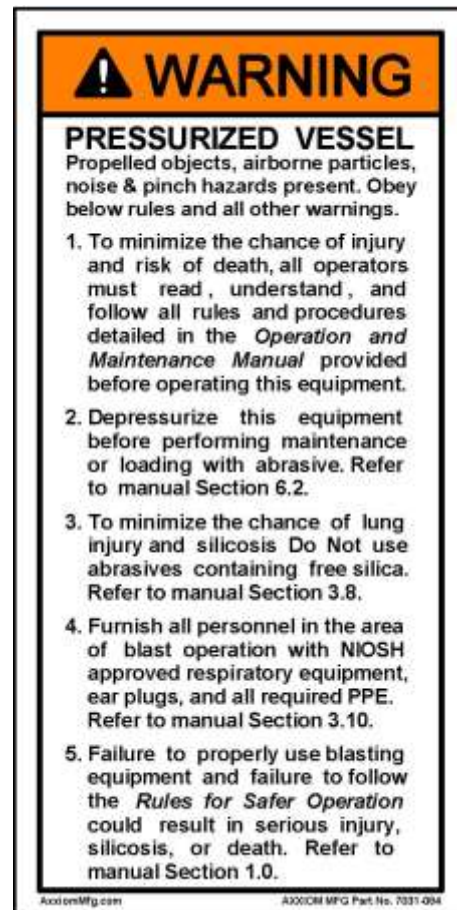 WARNING
PRESSURIZED VESSEL
Propelled objects, airborne particles,
noise & pinch hazards present. Obey
below rules and all other warnings.
1. To minimize the chance of injury
and risk of death, all operators
must read, understand, and
follow all rules and procedures
detailed in the Operation and
Maintenance Manual provided
before operating this equipment.
2. Depressurize this equipment
before performing maintenance
or loading with abrasive. Refer
to manual Section 6.2.
3. To minimize the chance of lung
injury and silicosis Do Not use
abrasives containing free silica.
Refer to manual Section 3.8.
4. Furnish all personnel in the area
of blast operation with NIOSH
approved respiratory equipment,
ear plugs, and all required PPE.
Refer to manual Section 3.10.
5. Failure to properly use blasting
equipment and failure to follow
the Rules for Safer Operation
could result in serious injury,
silicosis, or death. Refer to
manual Section 1.0.
AxxiomMfg.com AXXIOM MFG Part No. 7031-094